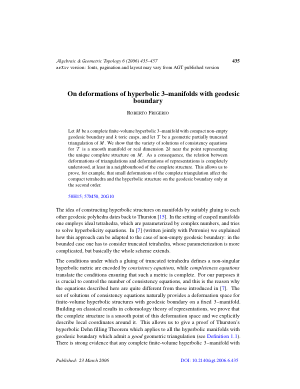 Algebraic & Geometric Topology 6 (2006) 435–457 435
arXiv version: fonts, pagination and layout may vary from AGT published version
On deformations of hyperbolic 3–manifolds with geodesic
boundary
ROBERTO FRIGERIO
Let M be a complete finite-volume hyperbolic 3–manifold with compact non-empty
geodesic boundary and k toric cusps, and let T be a geometric partially truncated
triangulation of M. We show that the variety of solutions of consistency equations
for T is a smooth manifold or real dimension 2k near the point representing
the unique complete structure on M. As a consequence, the relation between
deformations of triangulations and deformations of representations is completely
understood, at least in a neighbourhood of the complete structure. This allows us to
prove, for example, that small deformations of the complete triangulation affect the
compact tetrahedra and the hyperbolic structure on the geodesic boundary only at
the second order.
58H15; 57M50, 20G10
The idea of constructing hyperbolic structures on manifolds by suitably gluing to each
other geodesic polyhedra dates back to Thurston [15]. In the setting of cusped manifolds
one employs ideal tetrahedra, which are parameterized by complex numbers, and tries
to solve hyperbolicity equations. In [7] (written jointly with Petronio) we explained
how this approach can be adapted to the case of non-empty geodesic boundary: in the
bounded case one has to consider truncated tetrahedra, whose parameterization is more
complicated, but basically the whole scheme extends.
The conditions under which a gluing of truncated tetrahedra defines a non-singular
hyperbolic metric are encoded by consistency equations, while completeness equations
translate the conditions ensuring that such a metric is complete. For our purposes it
is crucial to control the number of consistency equations, and this is the reason why
the equations described here are quite different from those introduced in [7]. The
set of solutions of consistency equations naturally provides a deformation space for
finite-volume hyperbolic structures with geodesic boundary on a fixed 3–manifold.
Building on classical results in cohomology theory of representations, we prove that
the complete structure is a smooth point of this deformation space and we explicitly
describe local coordinates around it. This allows us to give a proof of Thurston's
hyperbolic Dehn filling Theorem which applies to all the hyperbolic manifolds with
geodesic boundary which admit a good geometric triangulation (see Definition 1.1)
There is strong evidence that any complete finite-volume hyperbolic 3–manifold with
Published: 23 March 2006 DOI: 10.2140/agt.2006.6.435